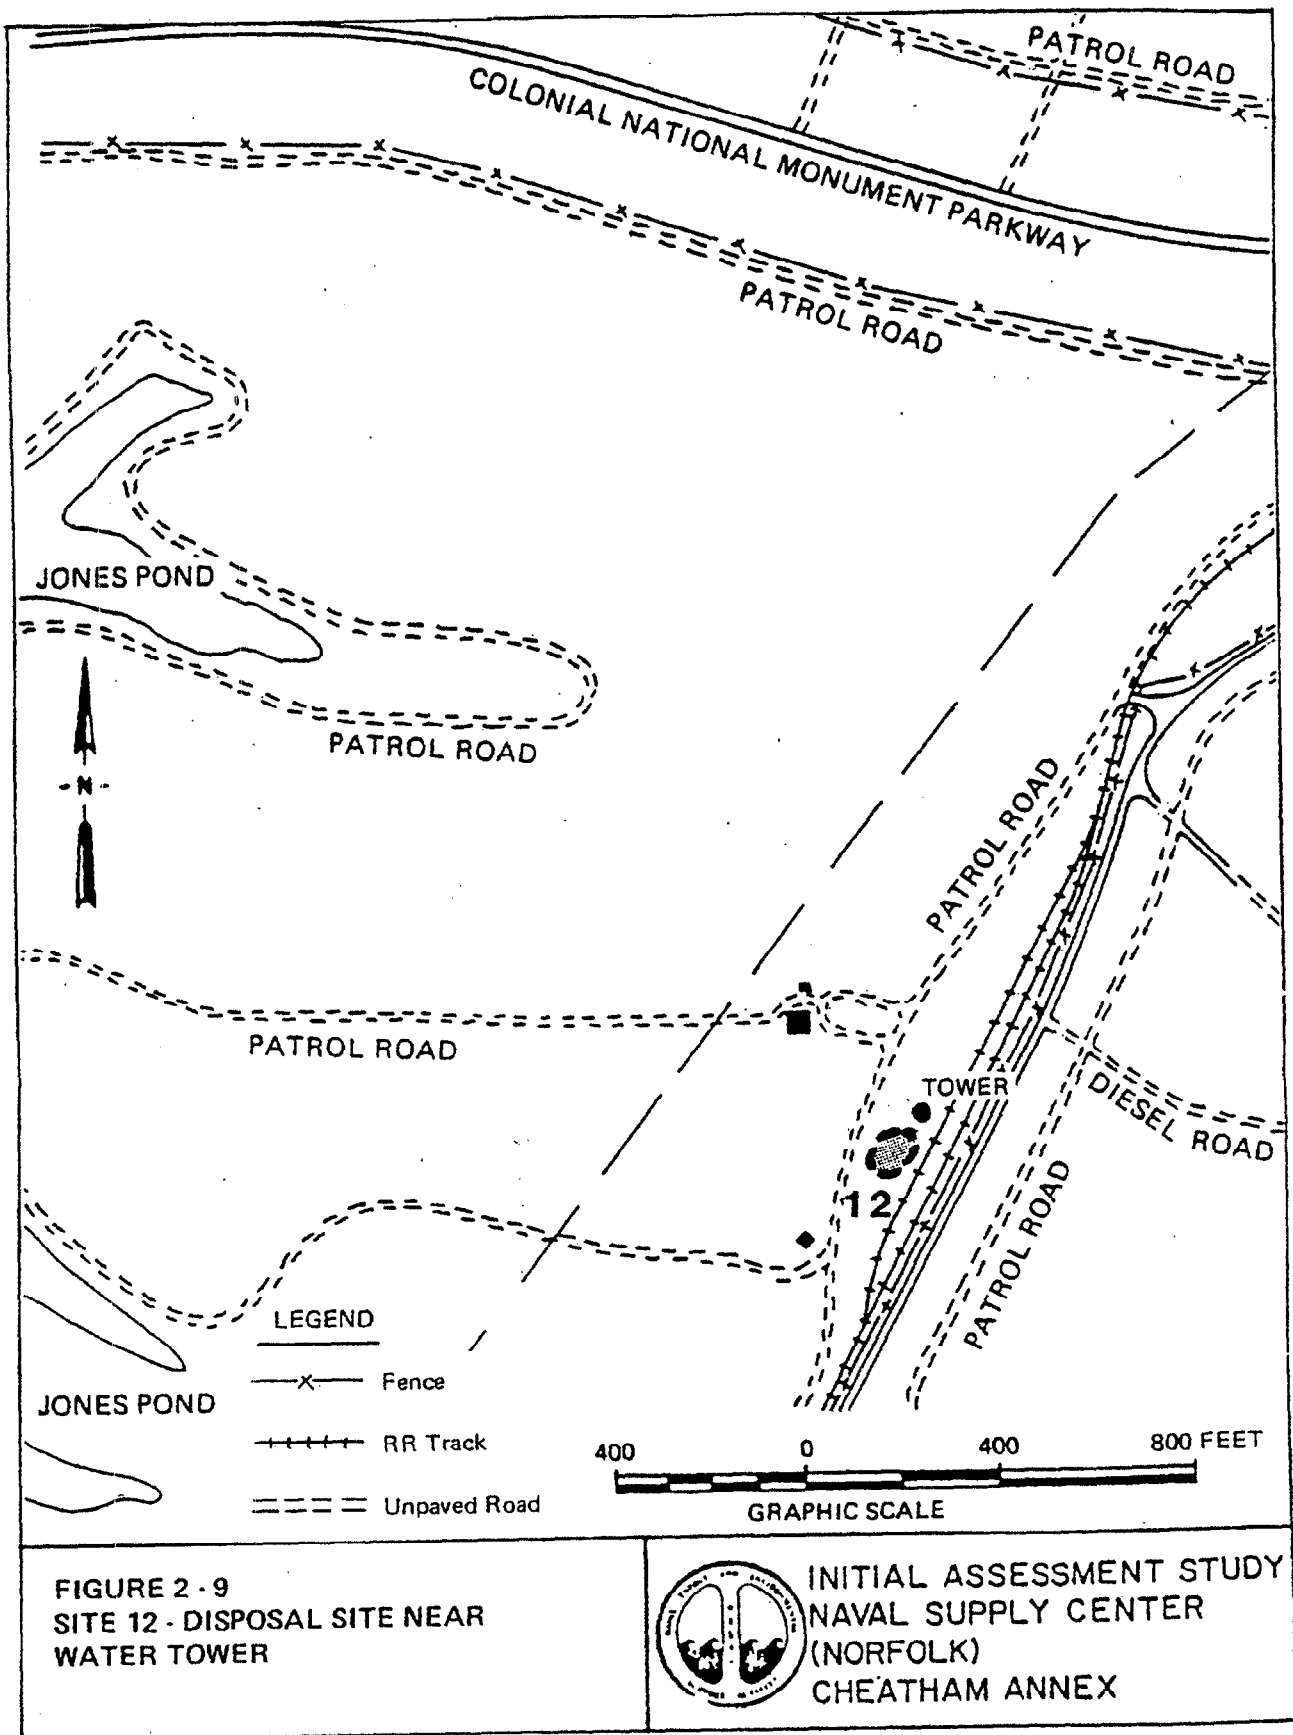 PATROL ROAD
COLONIAL NATIONAL MONUMENT PARKWAY
PATROL ROAD
JONES POND
PATROL ROAD
N
PATROL ROAD
PATROL ROAD
TOWER
DIESEL ROAD
12
PATROL ROAD
LEGEND
Fence
RR Track
Unpaved Road
JONES POND
400 0 400 800 FEET
GRAPHIC SCALE
FIGURE 2-9
SITE 12 - DISPOSAL SITE NEAR
WATER TOWER
INITIAL ASSESSMENT STUDY
NAVAL SUPPLY CENTER
(NORFOLK)
CHEATHAM ANNEX